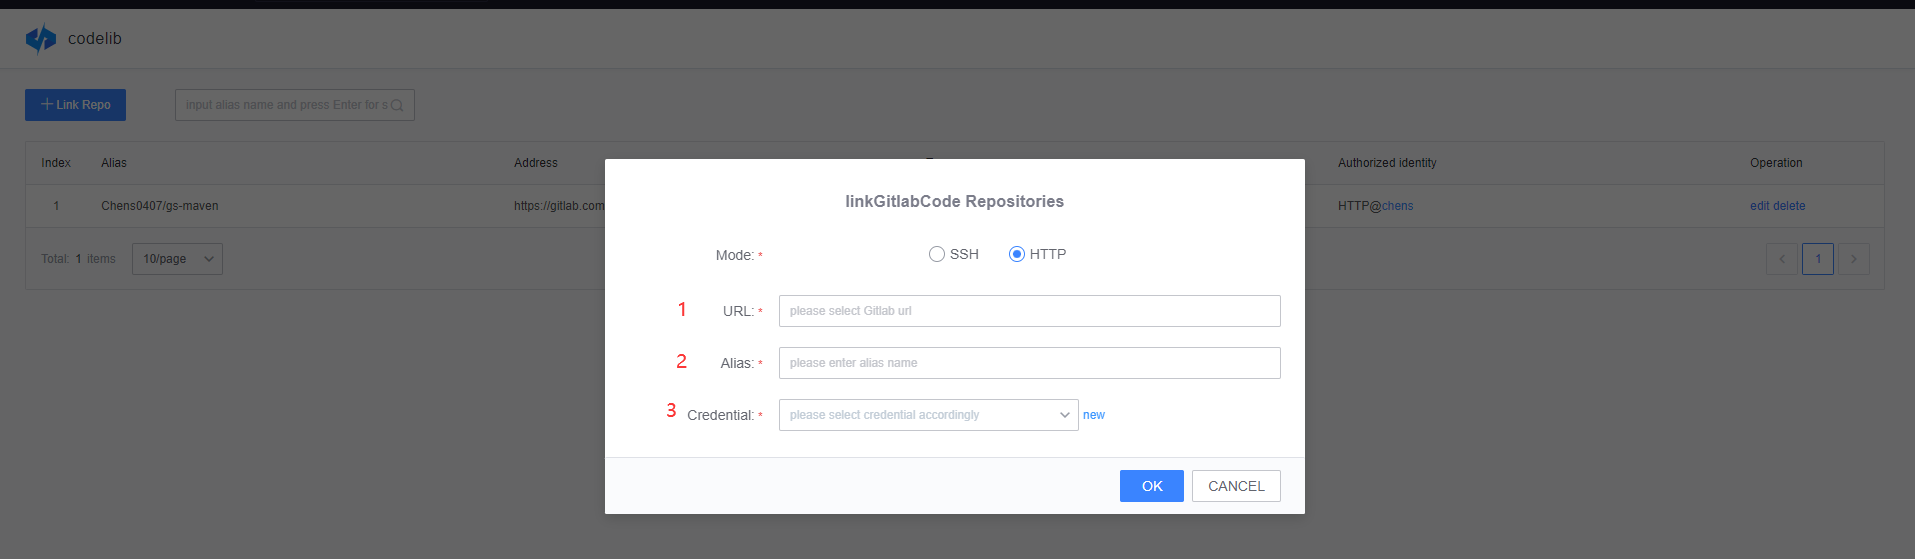 codelib
Link Repo
input alias name and press Enter for s
Index Alias Address Authorized identity Operation
1 Chens0407/gs-maven https://gitlab.com HTTP@chens edit delete
Total: 1 items 10/page 1
linkGitlabCode Repositories
Mode: * SSH HTTP
1 URL: * please select Gitlab url
2 Alias: * please enter alias name
3 Credential: * please select credential accordingly new
OK CANCEL